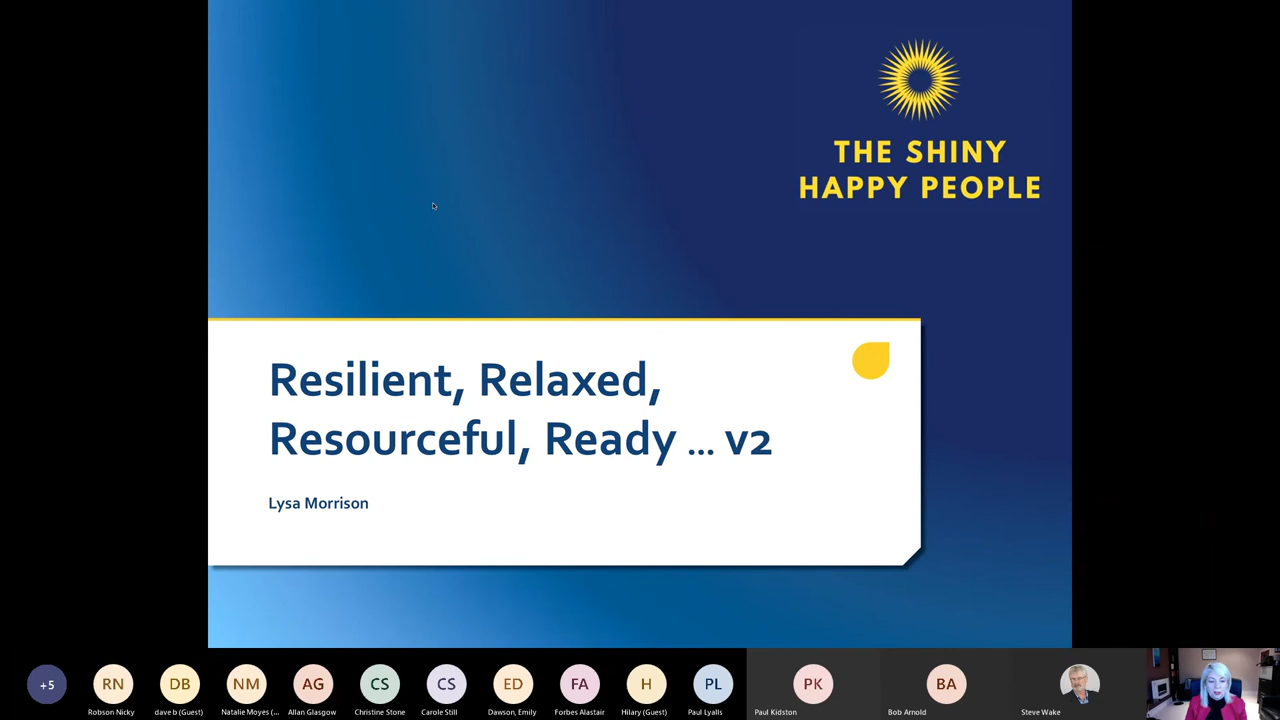 THE SHINY
HAPPY PEOPLE
Resilient, Relaxed,
Resourceful, Ready ... v2
Lysa Morrison
+5
RN
DB
NM
AG
CS
CS
ED
FA
H
PL
PK
BA
Robson Nicky
dave b (Guest)
Natalie Moyes (...
Allan Glasgow
Christine Stone
Carole Still
Dawson, Emily
Forbes Alastair
Hilary (Guest)
Paul Lyalls
Paul Kidston
Bob Arnold
Steve Wake